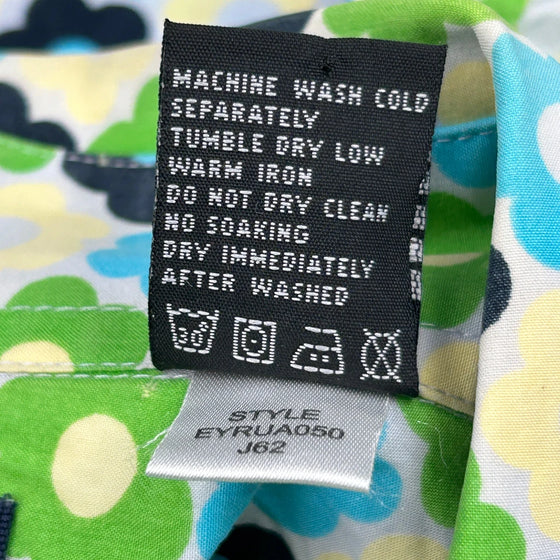 MACHINE WASH COLD
SEPARATELY
TUMBLE DRY LOW
WARM IRON
DO NOT DRY CLEAN
NO SOAKING
DRY IMMEDIATELY
AFTER WASHED
30
STYLE
EYRUA050
J62